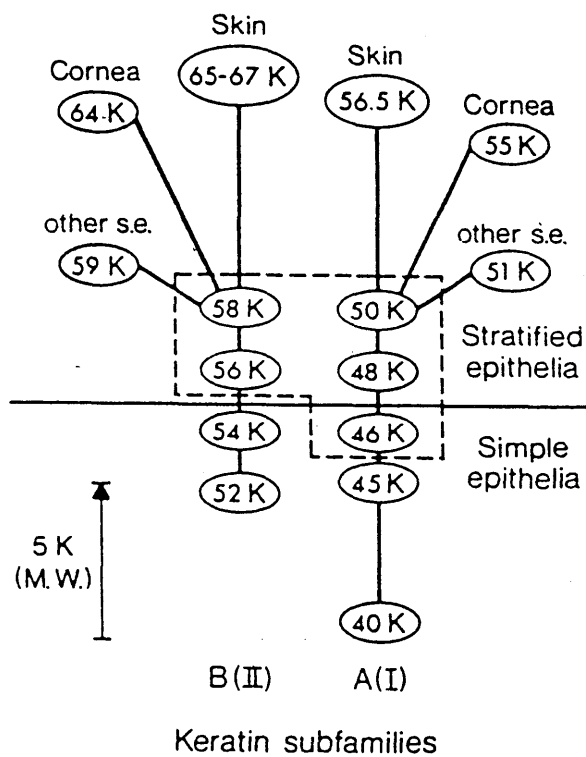 Skin
Skin
Cornea
65-67 K
56.5 K
Cornea
64 K
55 K
other s.e.
other s.e.
59 K
51 K
58 K
50 K
Stratified
epithelia
56 K
48 K
54 K
46 K
Simple
epithelia
52 K
45 K
5 K
(M.W.)
40 K
B(II)
A(I)
Keratin subfamilies